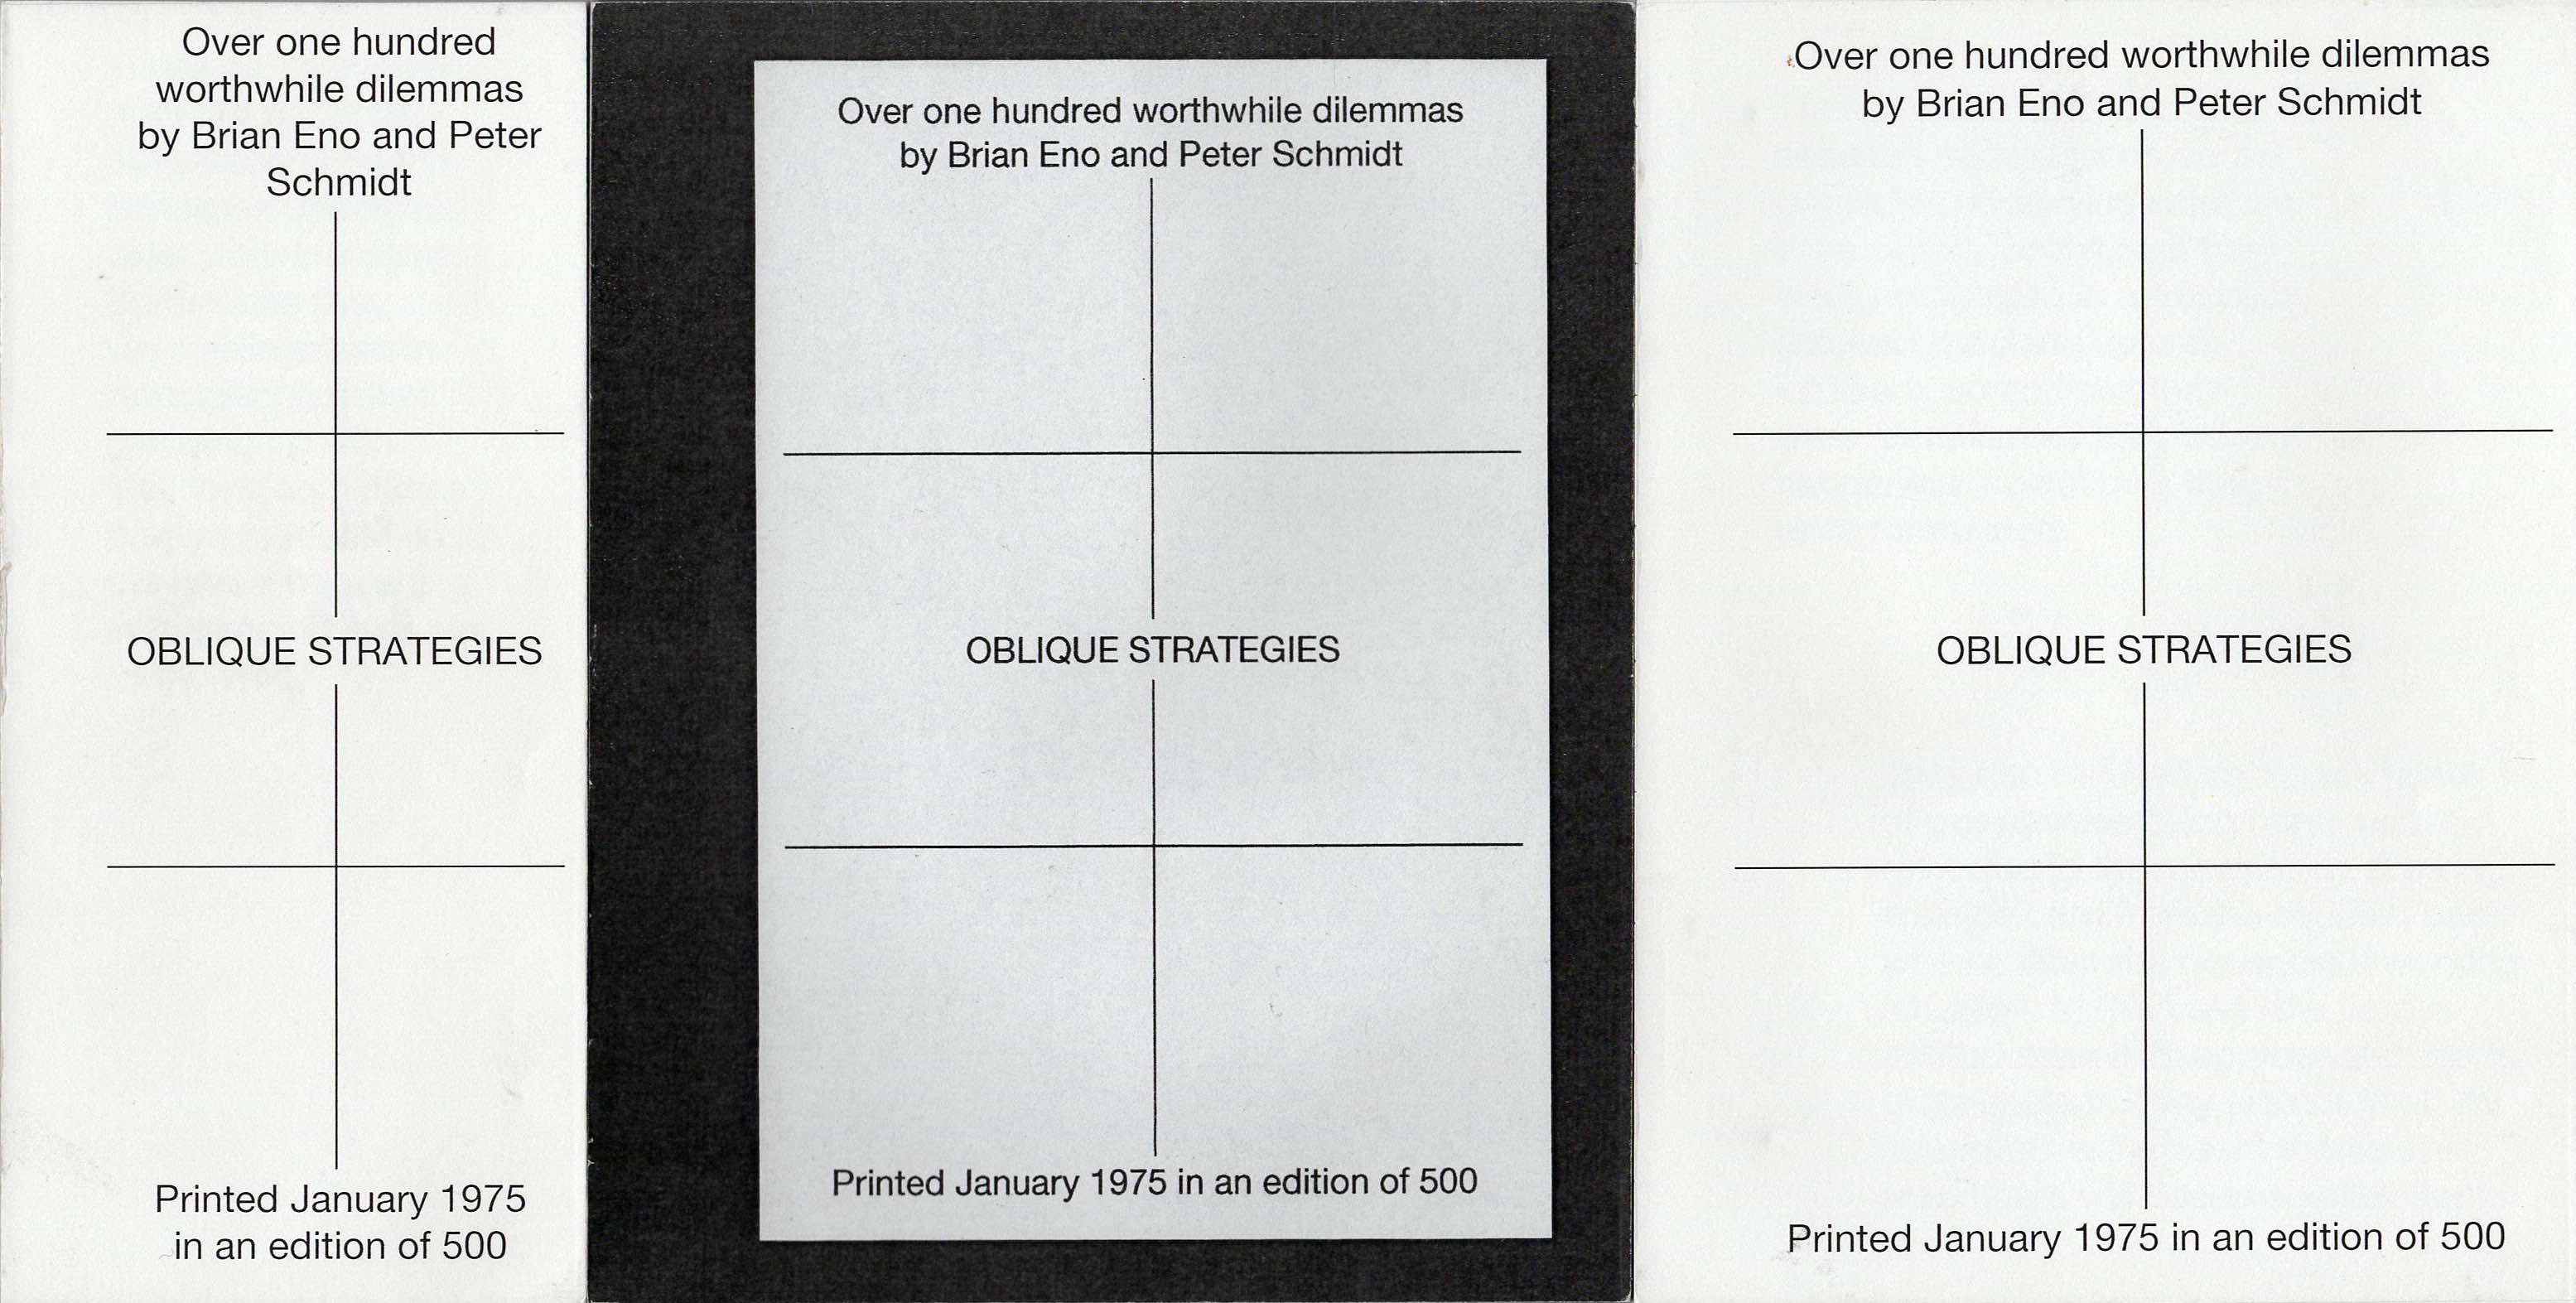 Over one hundred
worthwhile dilemmas
by Brian Eno and Peter
Schmidt
OBLIQUE STRATEGIES
Printed January 1975
in an edition of 500
Over one hundred worthwhile dilemmas
by Brian Eno and Peter Schmidt
OBLIQUE STRATEGIES
Printed January 1975 in an edition of 500
Over one hundred worthwhile dilemmas
by Brian Eno and Peter Schmidt
OBLIQUE STRATEGIES
Printed January 1975 in an edition of 500